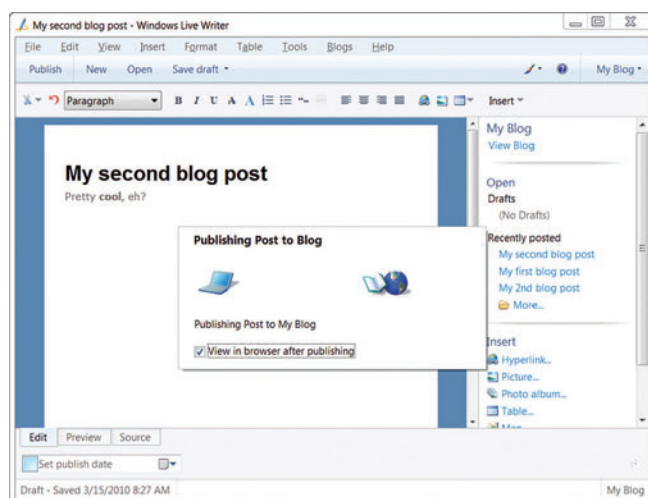 My second blog post - Windows Live Writer
File Edit View Insert Format Table Tools Blogs Help
Publish New Open Save draft My Blog
Paragraph B I U A A Insert
My second blog post
Pretty cool, eh?
Publishing Post to Blog
Publishing Post to My Blog
View in browser after publishing
My Blog
View Blog
Open
Drafts
(No Drafts)
Recently posted
My second blog post
My first blog post
My 2nd blog post
More...
Insert
Hyperlink...
Picture...
Photo album...
Table...
Edit Preview Source
Set publish date
Draft - Saved 3/15/2010 8:27 AM My Blog